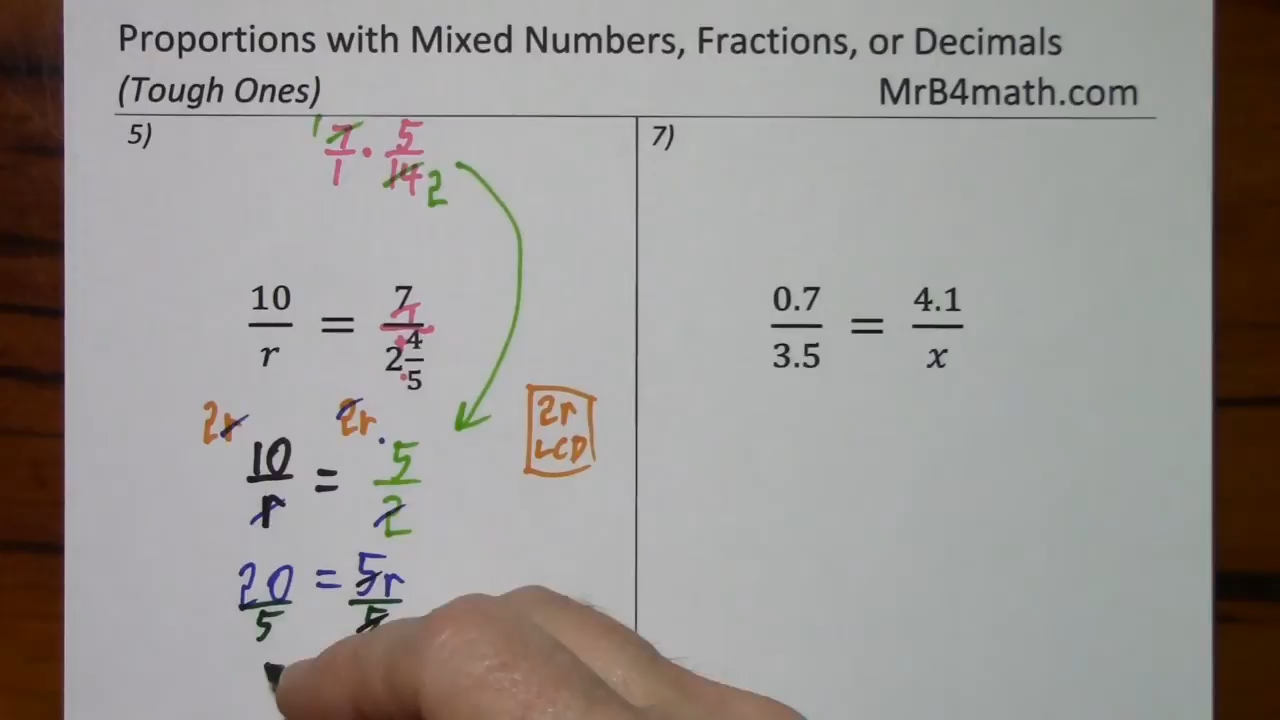 Proportions with Mixed Numbers, Fractions, or Decimals
(Tough Ones) MrB4math.com
5)
1 7/1 · 5/14 2
10/r = 7/2 4/5
2r 2r ·
10/r = 5/2
20 = 5r
5 5
2r
LCD
7)
0.7/3.5 = 4.1/x